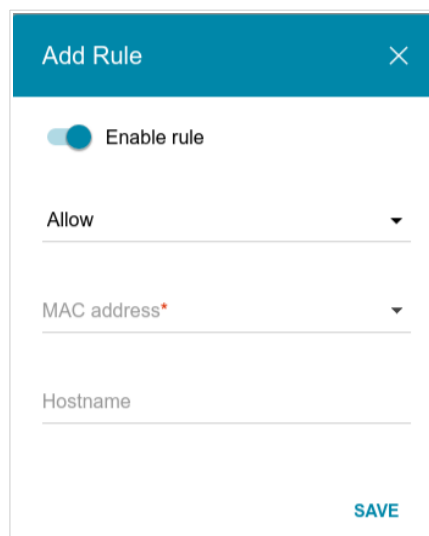 Add Rule
Enable rule
Allow
MAC address*
Hostname
SAVE